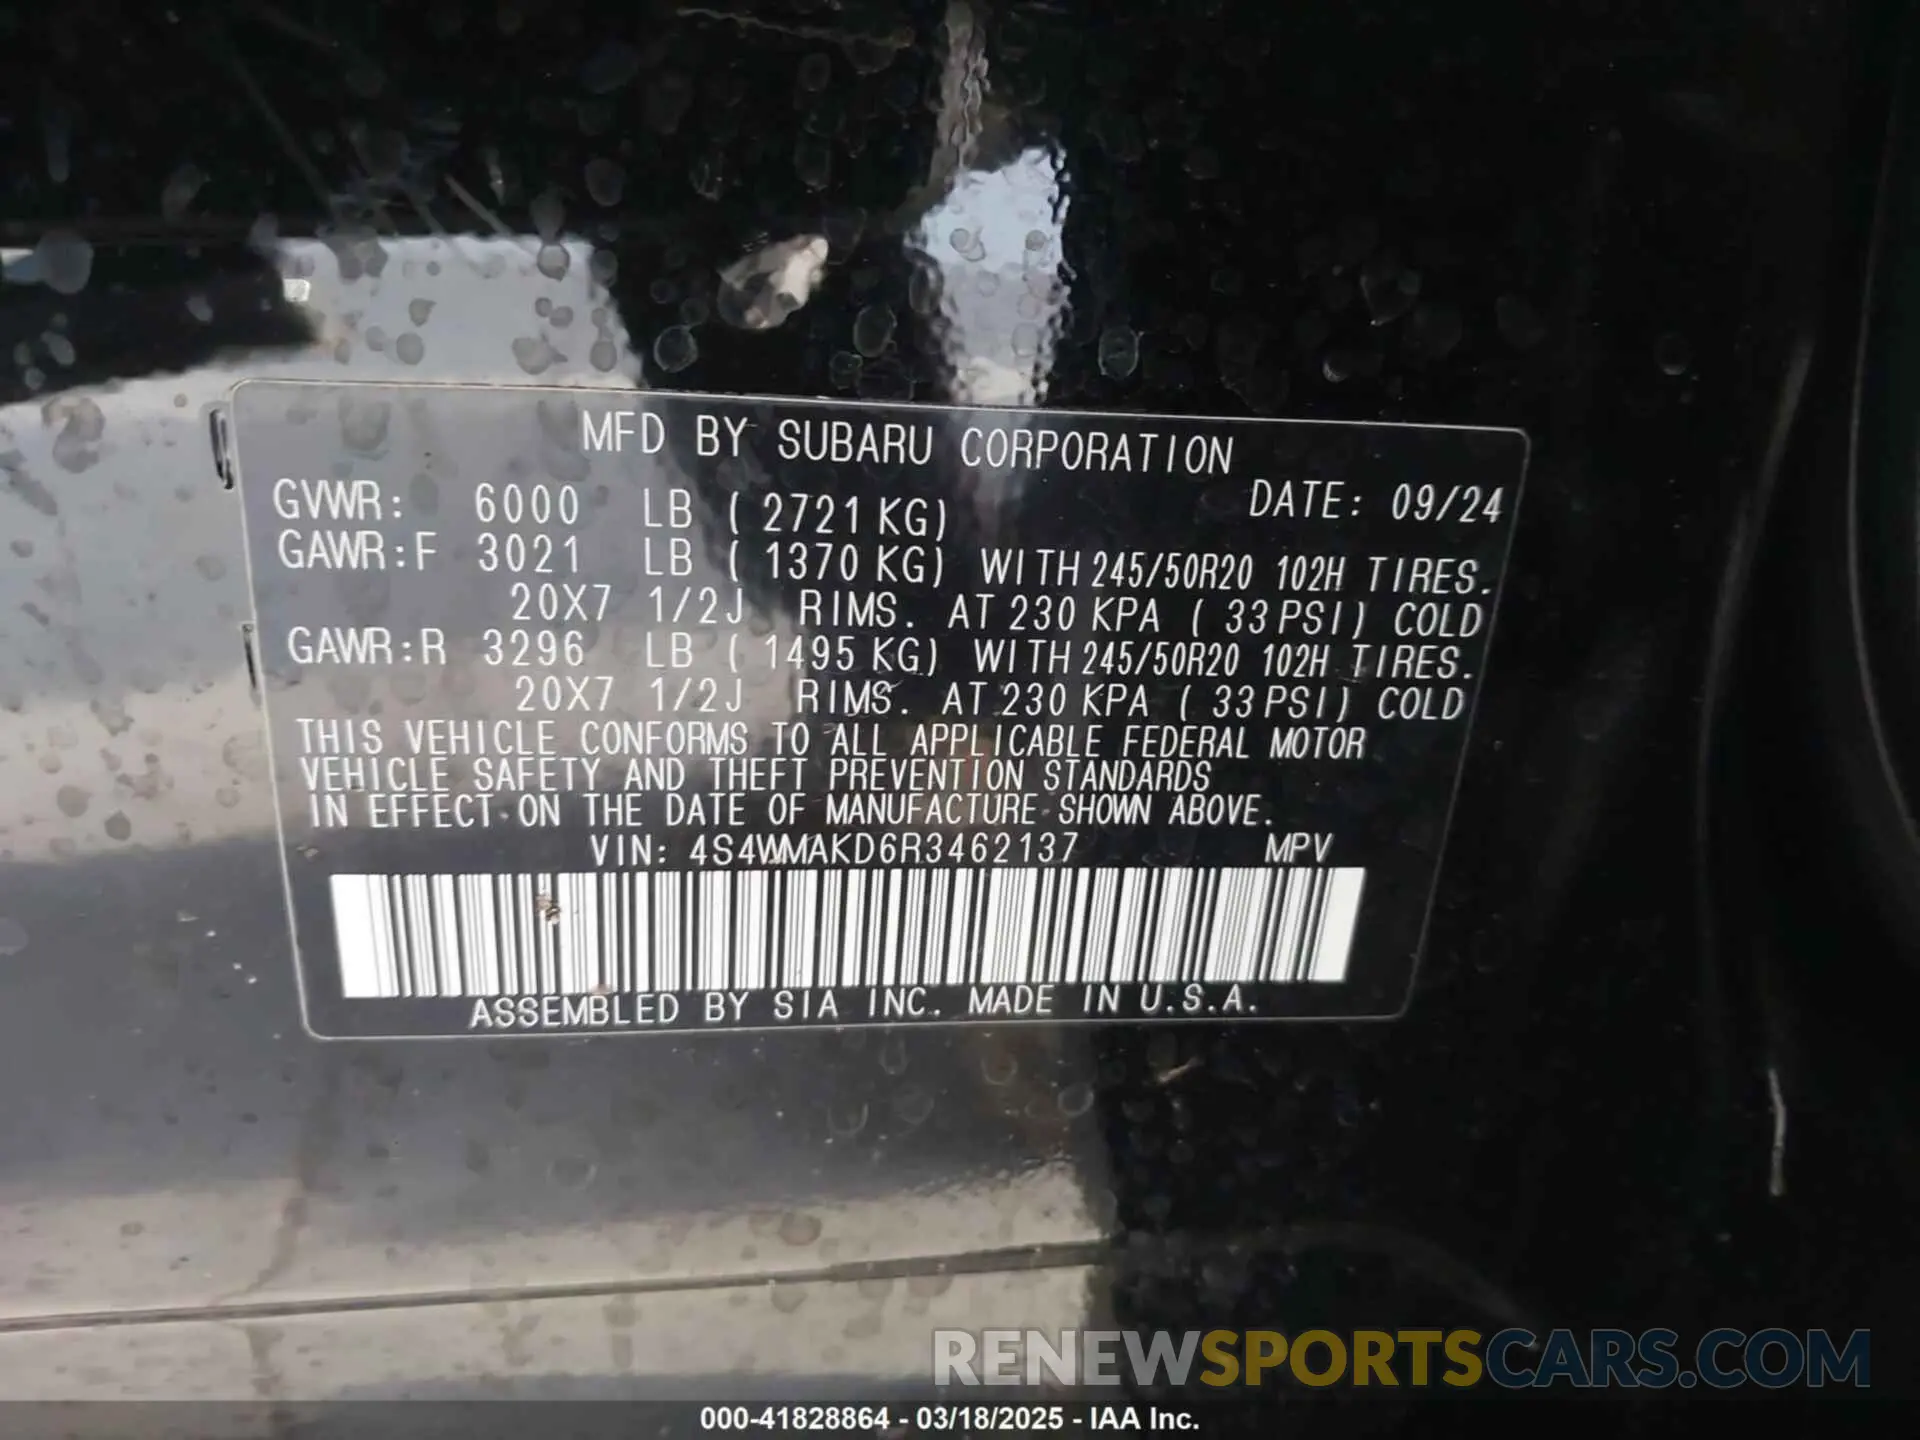 MFD BY SUBARU CORPORATION
GVWR: 6000 LB ( 2721 KG) DATE: 09/24
GAWR:F 3021 LB ( 1370 KG) WITH 245/50R20 102H TIRES.
20X7 1/2J RIMS. AT 230 KPA ( 33 PSI) COLD
GAWR:R 3296 LB ( 1495 KG) WITH 245/50R20 102H TIRES.
20X7 1/2J RIMS. AT 230 KPA ( 33 PSI) COLD
THIS VEHICLE CONFORMS TO ALL APPLICABLE FEDERAL MOTOR
VEHICLE SAFETY AND THEFT PREVENTION STANDARDS
IN EFFECT ON THE DATE OF MANUFACTURE SHOWN ABOVE.
VIN: 4S4WMAKD6R3462137 MPV
ASSEMBLED BY SIA INC. MADE IN U.S.A.
RENEWSPORTSCARS.COM
000-41828864 - 03/18/2025 - IAA Inc.